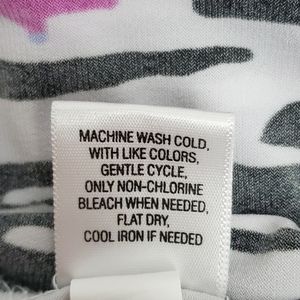 MACHINE WASH COLD,
WITH LIKE COLORS,
GENTLE CYCLE,
ONLY NON-CHLORINE
BLEACH WHEN NEEDED,
FLAT DRY,
COOL IRON IF NEEDED